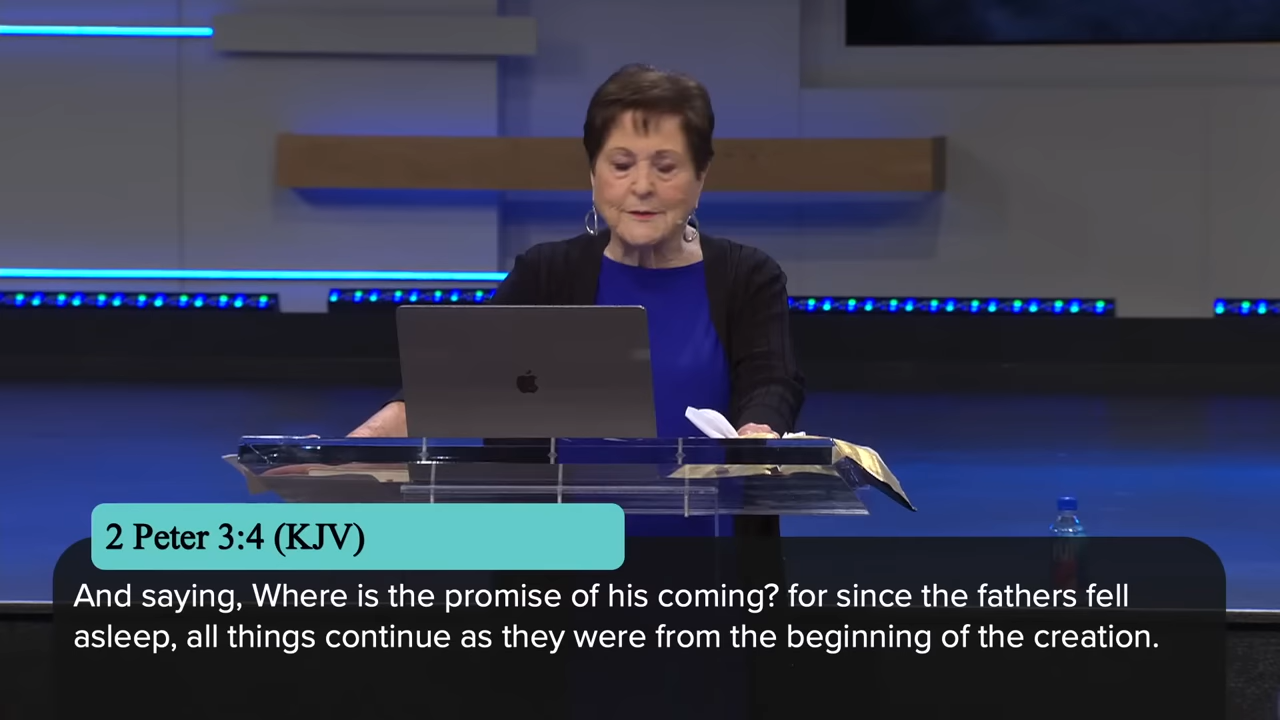 2 Peter 3:4 (KJV)
And saying, Where is the promise of his coming? for since the fathers fell
asleep, all things continue as they were from the beginning of the creation.